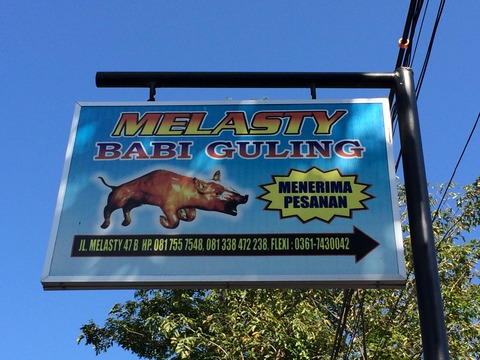 MELASTY
BABI GULING
MENERIMA
PESANAN
JL. MELASTY 47 B HP. 081 755 7548, 081 338 472 238. FLEXI : 0361-7430042